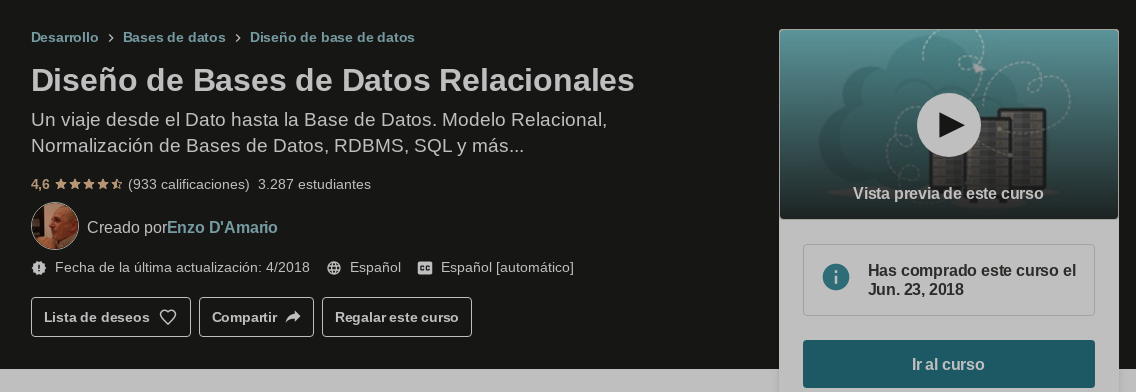 Desarrollo > Bases de datos > Diseño de base de datos
Diseño de Bases de Datos Relacionales
Un viaje desde el Dato hasta la Base de Datos. Modelo Relacional,
Normalización de Bases de Datos, RDBMS, SQL y más...
4,6 (933 calificaciones) 3.287 estudiantes
Creado porEnzo D'Amario
Fecha de la última actualización: 4/2018 Español CC Español [automático]
Lista de deseos Compartir Regalar este curso
Vista previa de este curso
Has comprado este curso el
Jun. 23, 2018
Ir al curso